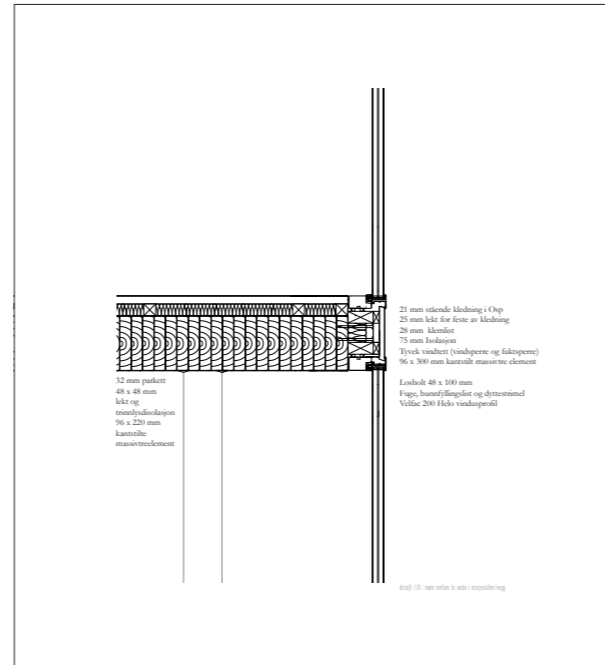 21 mm stående kledning i Osp
25 mm lekt for feste av kledning
28 mm klemlist
75 mm Isolasjon
Tyvek vindtett (vindsperre og fuktsperre)
96 x 300 mm kantstilt massivtre element
Losholt 48 x 100 mm
Fuge, bunnfyllingslist og dyttestrimel
Velfac 200 Helo vindusprofil
32 mm parkett
48 x 48 mm
lekt og
trinnlysdisolasjon
96 x 220 mm
kantstilte
massivtreelement